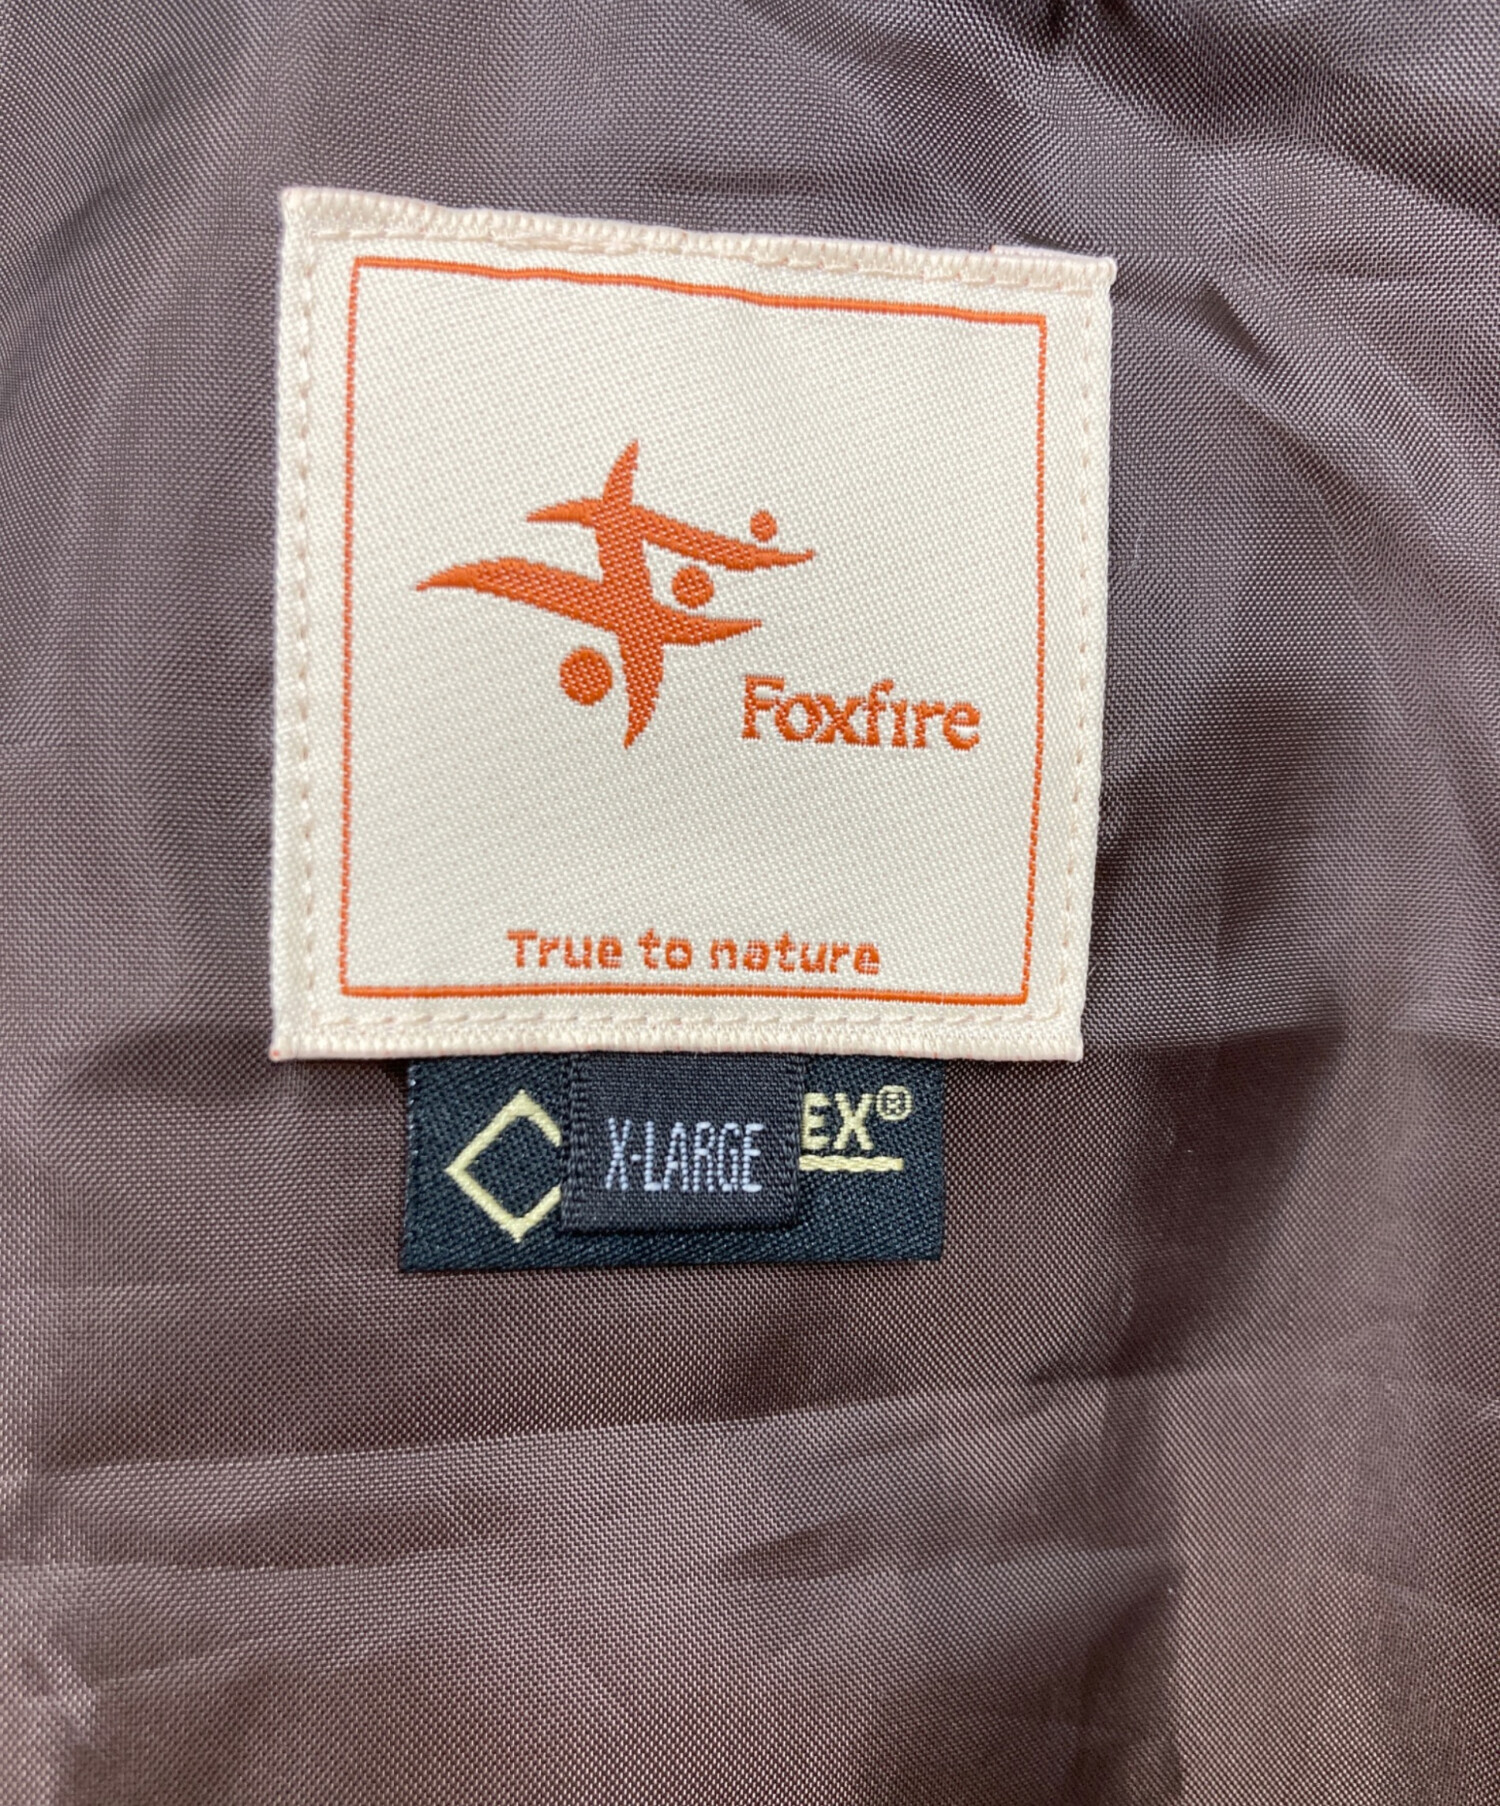 Foxfire
True to nature
EX®
X-LARGE